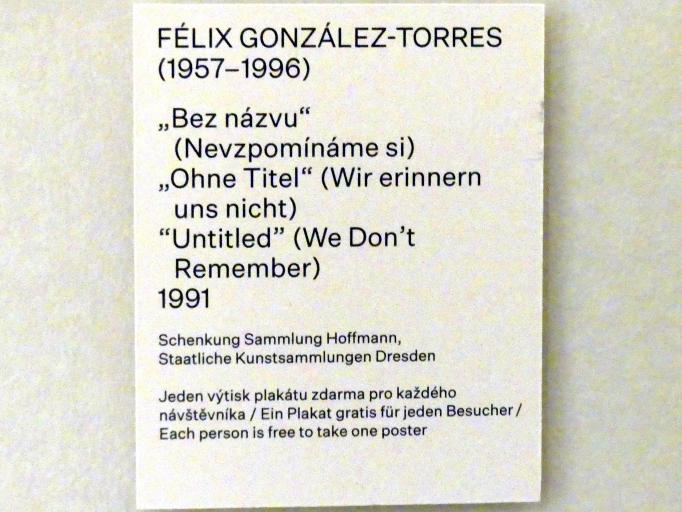 FÉLIX GONZÁLEZ-TORRES
(1957–1996)
„Bez názvu“
(Nevzpomínáme si)
„Ohne Titel“ (Wir erinnern
uns nicht)
“Untitled” (We Don’t
Remember)
1991
Schenkung Sammlung Hoffmann,
Staatliche Kunstsammlungen Dresden
Jeden výtisk plakátu zdarma pro každého
návštěvníka / Ein Plakat gratis für jeden Besucher /
Each person is free to take one poster